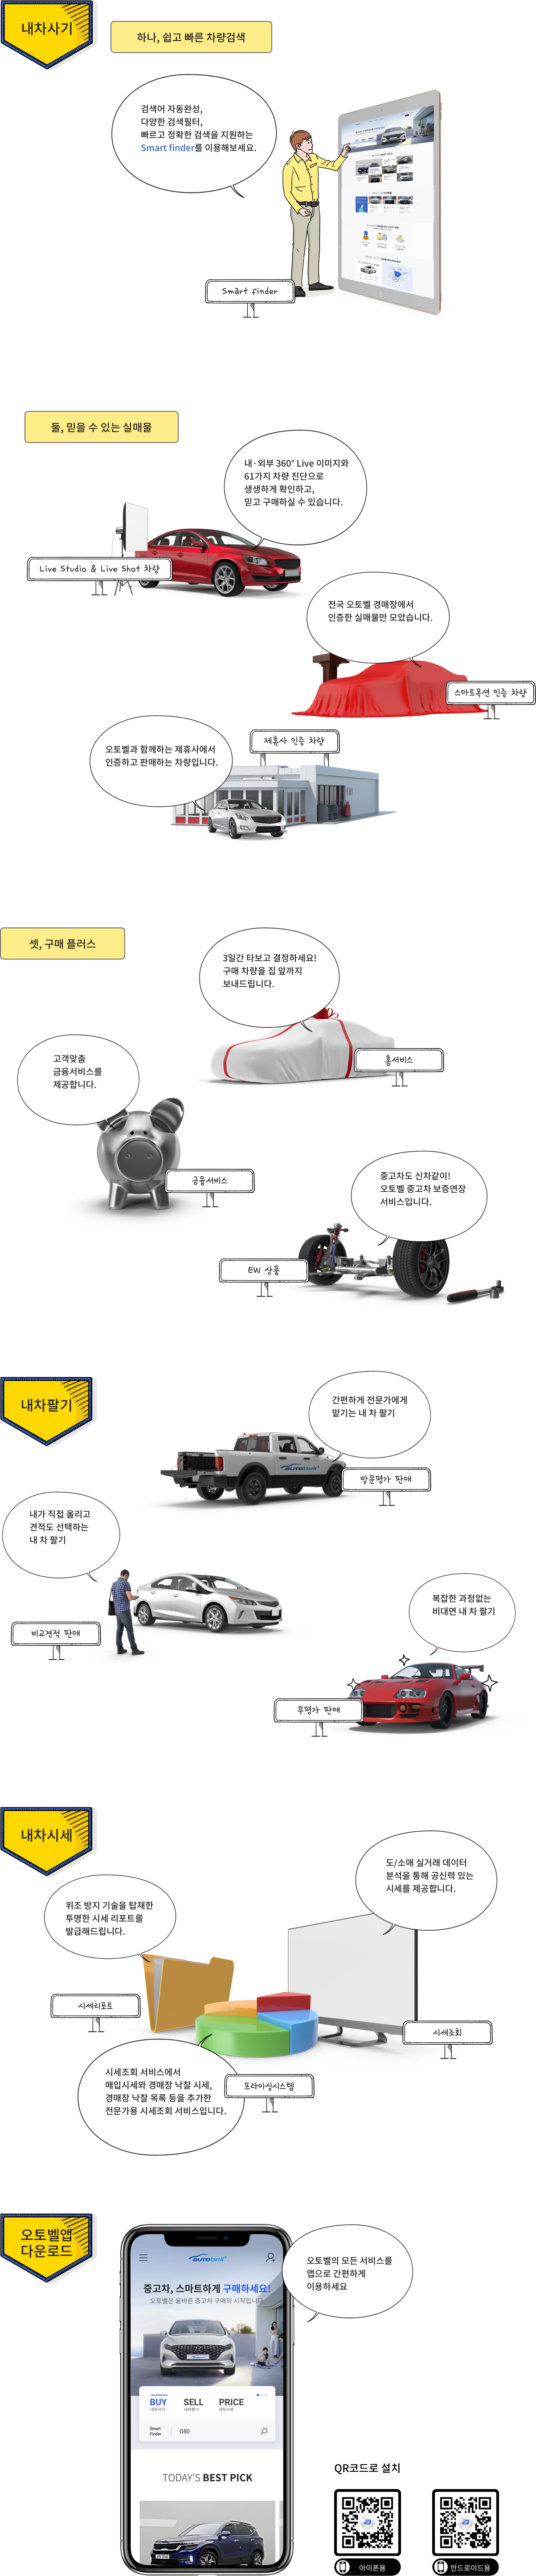 내차사기
하나, 쉽고 빠른 차량검색
검색어 자동완성,
다양한 검색필터,
빠르고 정확한 검색을 지원하는
Smart finder를 이용해보세요.
Smart finder
둘, 믿을 수 있는 실매물
내·외부 360° Live 이미지와
61가지 차량 진단으로
생생하게 확인하고,
믿고 구매하실 수 있습니다.
Live Studio & Live Shot 차량
전국 오토벨 경매장에서
인증한 실매물만 모았습니다.
스마트옥션 인증 차량
제휴사 인증 차량
오토벨과 함께하는 제휴사에서
인증하고 판매하는 차량입니다.
셋, 구매 플러스
3일간 타보고 결정하세요!
구매 차량을 집 앞까지
보내드립니다.
홈서비스
고객맞춤
금융서비스를
제공합니다.
금융서비스
중고차도 신차같이!
오토벨 중고차 보증연장
서비스입니다.
EW 상품
내차팔기
간편하게 전문가에게
맡기는 내 차 팔기
autobell
방문평가 판매
내가 직접 올리고
견적도 선택하는
내 차 팔기
비교견적 판매
복잡한 과정없는
비대면 내 차 팔기
무평가 판매
내차시세
도/소매 실거래 데이터
분석을 통해 공신력 있는
시세를 제공합니다.
위조 방지 기술을 탑재한
투명한 시세 리포트를
발급해드립니다.
시세리포트
시세조회
시세조회 서비스에서
매입시세와 경매장 낙찰 시세,
경매장 낙찰 목록 등을 추가한
전문가용 시세조회 서비스입니다.
프라이싱시스템
오토벨앱
다운로드
오토벨의 모든 서비스를
앱으로 간편하게
이용하세요
autobell
중고차, 스마트하게 구매하세요!
오토벨은 올바른 중고차 구매의 시작입니다
BUY SELL PRICE
내차사기 내차팔기 내차시세
Smart
Finder
G80
TODAY'S BEST PICK
QR코드로 설치
아이폰용
안드로이드용